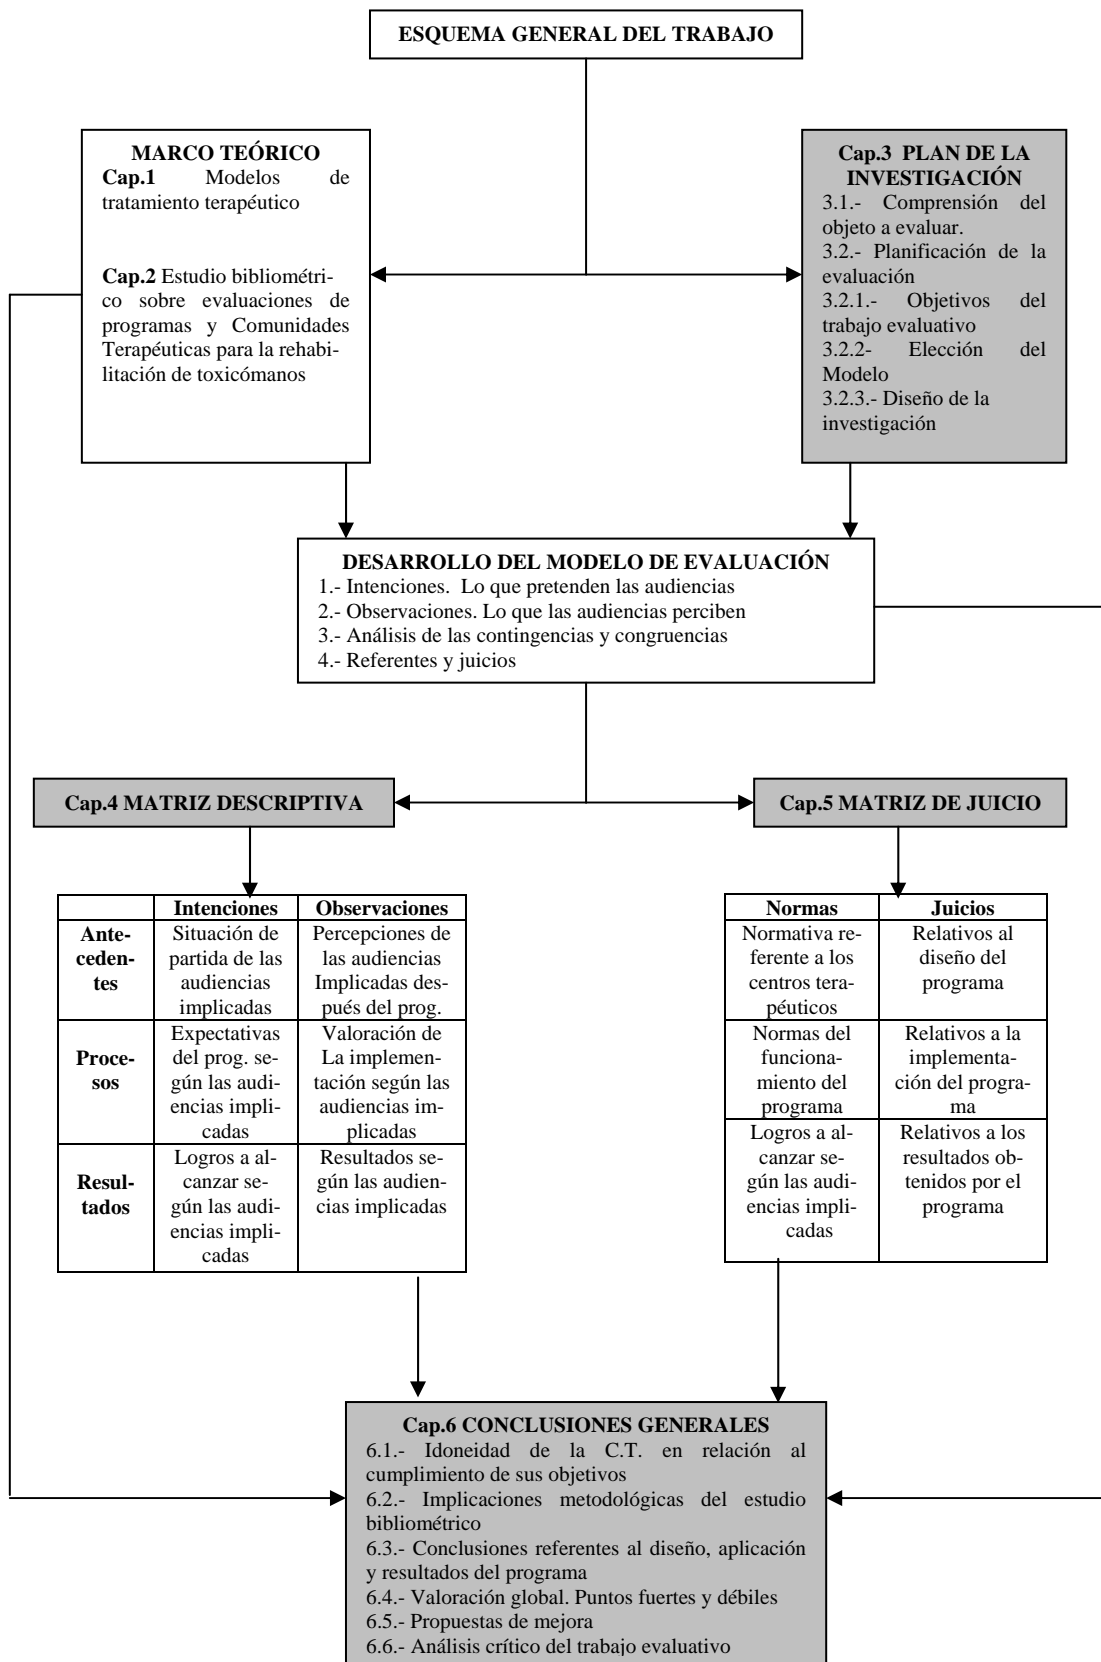 ESQUEMA GENERAL DEL TRABAJO
MARCO TEÓRICO
Cap.1 Modelos de
tratamiento terapéutico
Cap.2 Estudio bibliométri-
co sobre evaluaciones de
programas y Comunidades
Terapéuticas para la rehabi-
litación de toxicómanos
Cap.3 PLAN DE LA
INVESTIGACIÓN
3.1.- Comprensión del
objeto a evaluar.
3.2.- Planificación de la
evaluación
3.2.1.- Objetivos del
trabajo evaluativo
3.2.2- Elección del
Modelo
3.2.3.- Diseño de la
investigación
DESARROLLO DEL MODELO DE EVALUACIÓN
1.- Intenciones. Lo que pretenden las audiencias
2.- Observaciones. Lo que las audiencias perciben
3.- Análisis de las contingencias y congruencias
4.- Referentes y juicios
Cap.4 MATRIZ DESCRIPTIVA
Cap.5 MATRIZ DE JUICIO
Intenciones
Observaciones
Ante-
ceden-
tes
Situación de
partida de las
audiencias
implicadas
Percepciones de
las audiencias
Implicadas des-
pués del prog.
Proce-
sos
Expectativas
del prog. se-
gún las audi-
encias impli-
cadas
Valoración de
La implemen-
tación según las
audiencias im-
plicadas
Resul-
tados
Logros a al-
canzar se-
gún las audi-
encias impli-
cadas
Resultados se-
gún las audien-
cias implicadas
Normas
Juicios
Normativa re-
ferente a los
centros tera-
péuticos
Relativos al
diseño del
programa
Normas del
funciona-
miento del
programa
Relativos a la
implementa-
ción del progra-
ma
Logros a al-
canzar se-
gún las audi-
encias impli-
cadas
Relativos a los
resultados ob-
tenidos por el
programa
Cap.6 CONCLUSIONES GENERALES
6.1.- Idoneidad de la C.T. en relación al
cumplimiento de sus objetivos
6.2.- Implicaciones metodológicas del estudio
bibliométrico
6.3.- Conclusiones referentes al diseño, aplicación
y resultados del programa
6.4.- Valoración global. Puntos fuertes y débiles
6.5.- Propuestas de mejora
6.6.- Análisis crítico del trabajo evaluativo